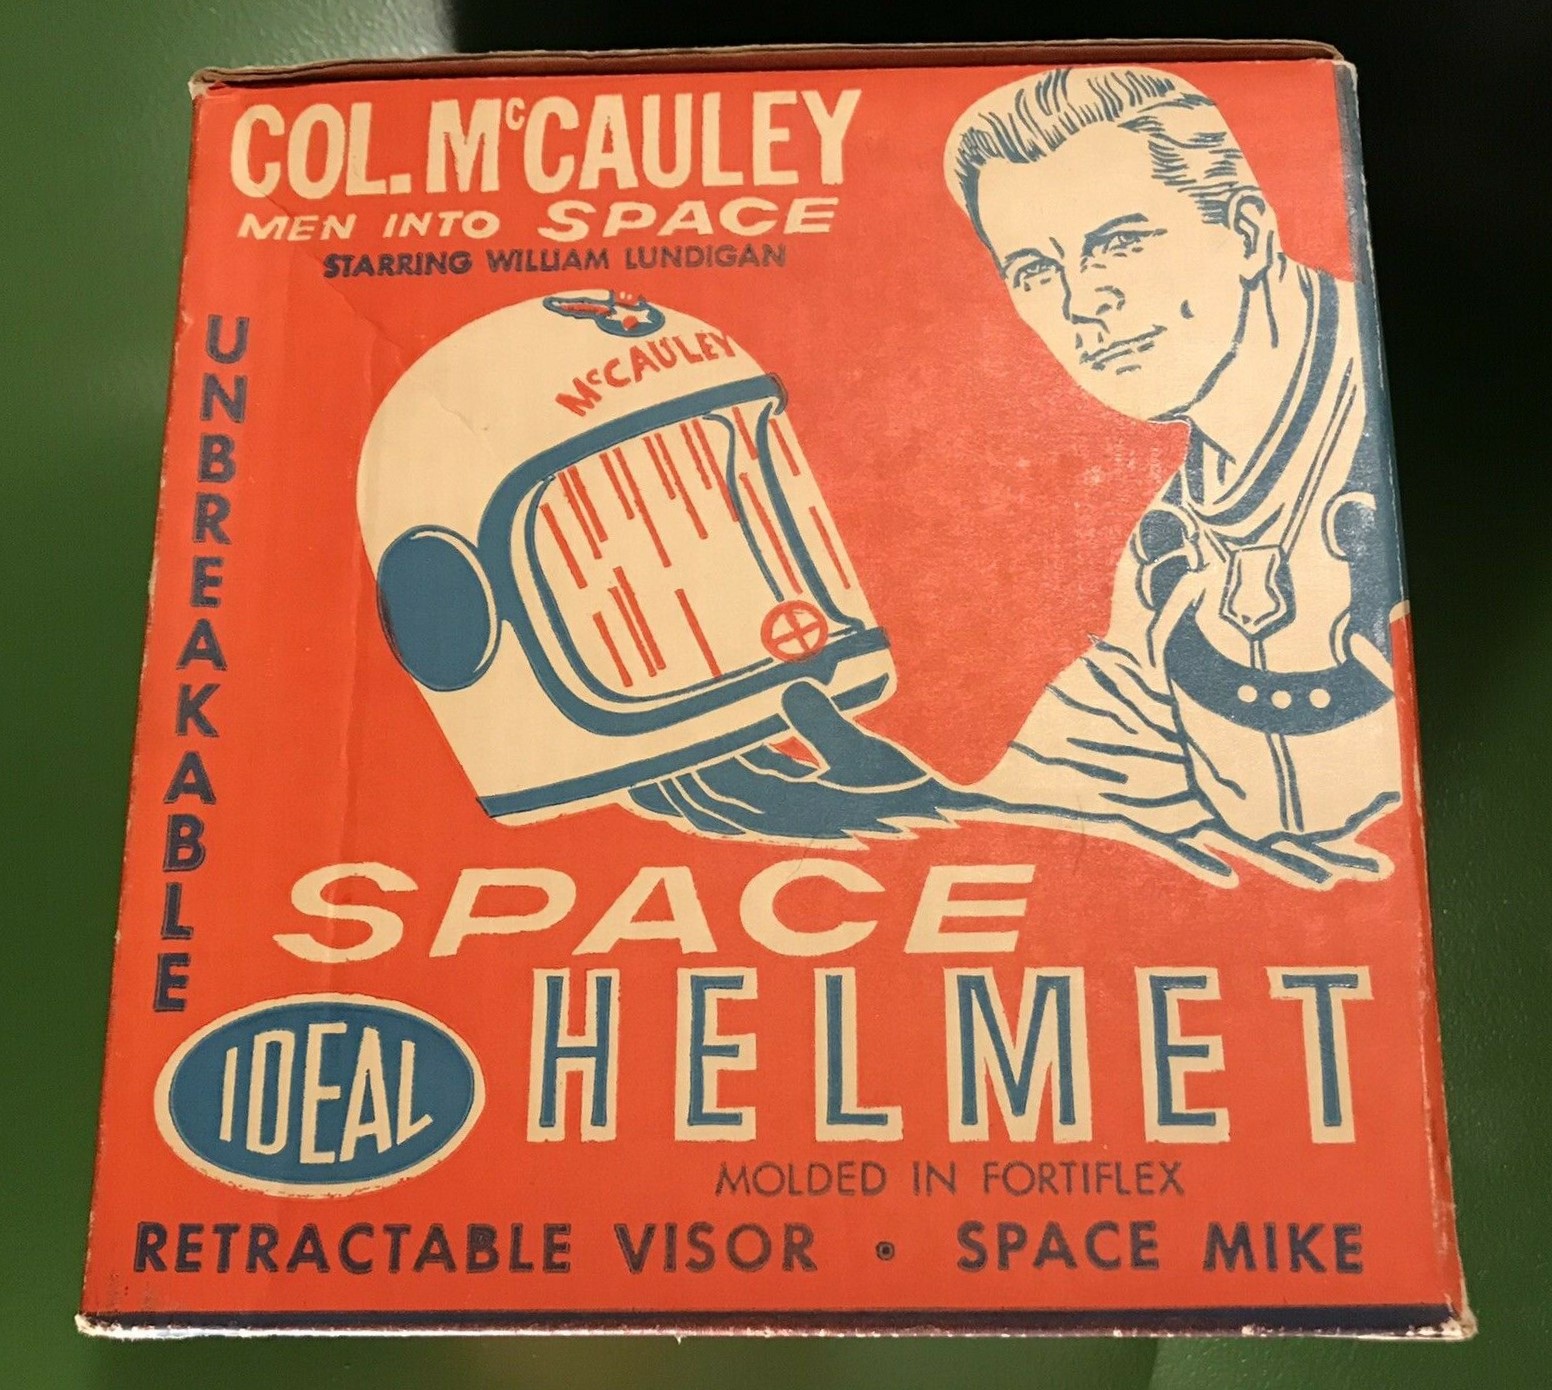 COL. McCAULEY
MEN INTO SPACE
STARRING WILLIAM LUNDIGAN
UNBREAKABLE
McCAULEY
SPACE
HELMET
IDEAL
MOLDED IN FORTIFLEX
RETRACTABLE VISOR • SPACE MIKE